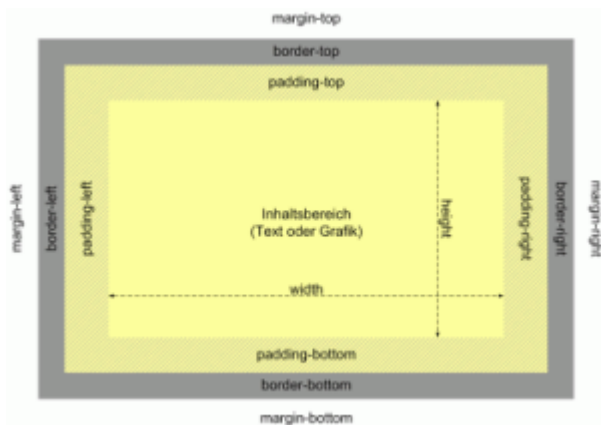 margin-top
border-top
padding-top
margin-left
border-left
padding-left
Inhaltsbereich
(Text oder Grafik)
height
padding-right
border-right
margin-right
width
padding-bottom
border-bottom
margin-bottom